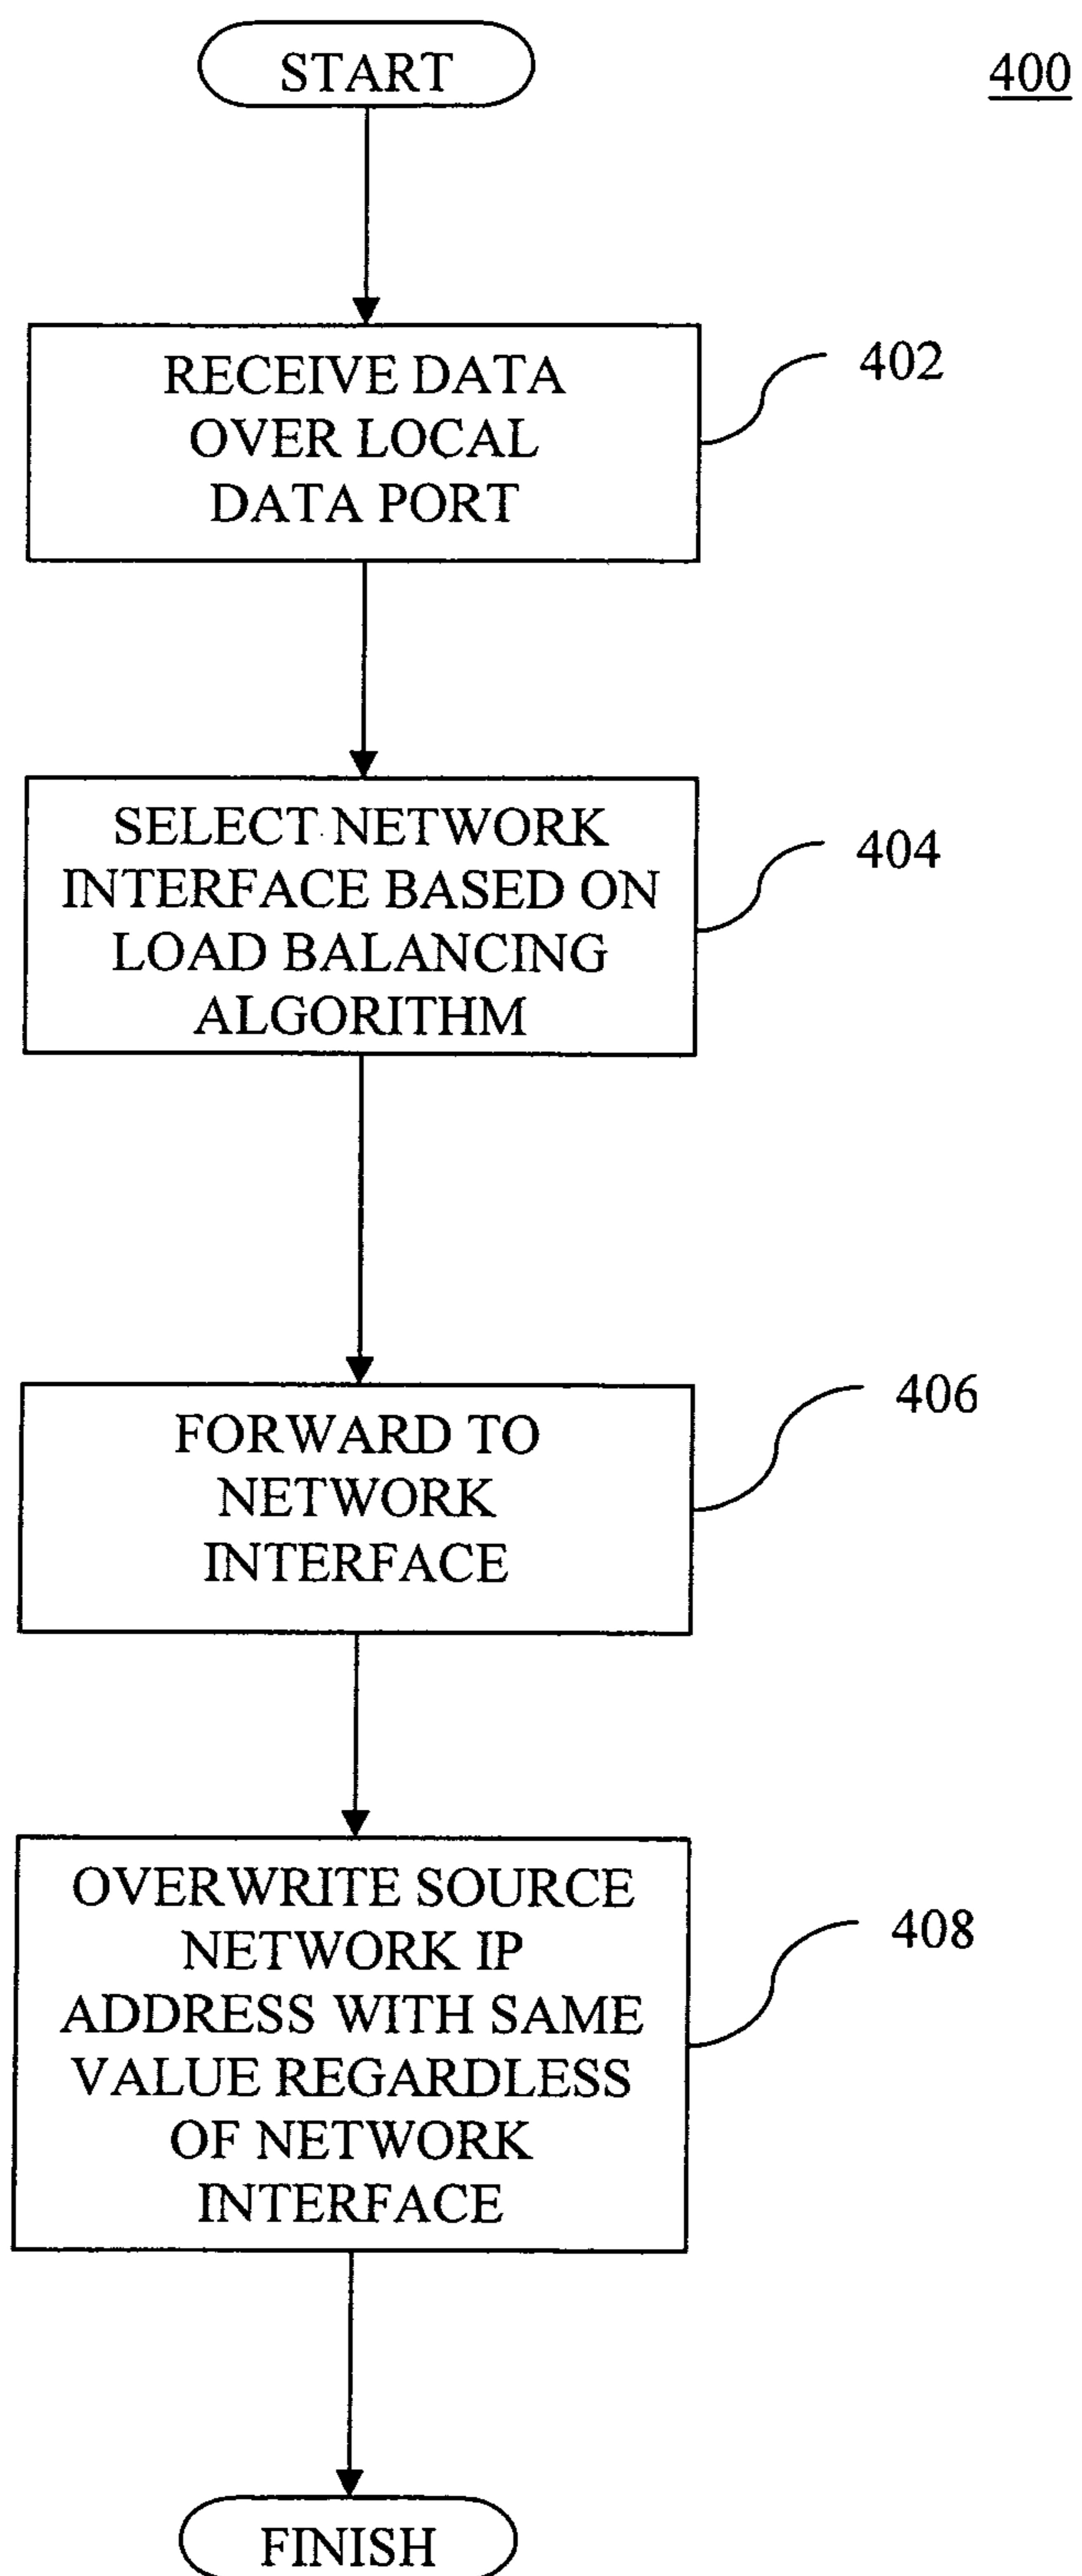 START
400
RECEIVE DATA
OVER LOCAL
DATA PORT
402
SELECT NETWORK
INTERFACE BASED ON
LOAD BALANCING
ALGORITHM
404
FORWARD TO
NETWORK
INTERFACE
406
OVERWRITE SOURCE
NETWORK IP
ADDRESS WITH SAME
VALUE REGARDLESS
OF NETWORK
INTERFACE
408
FINISH